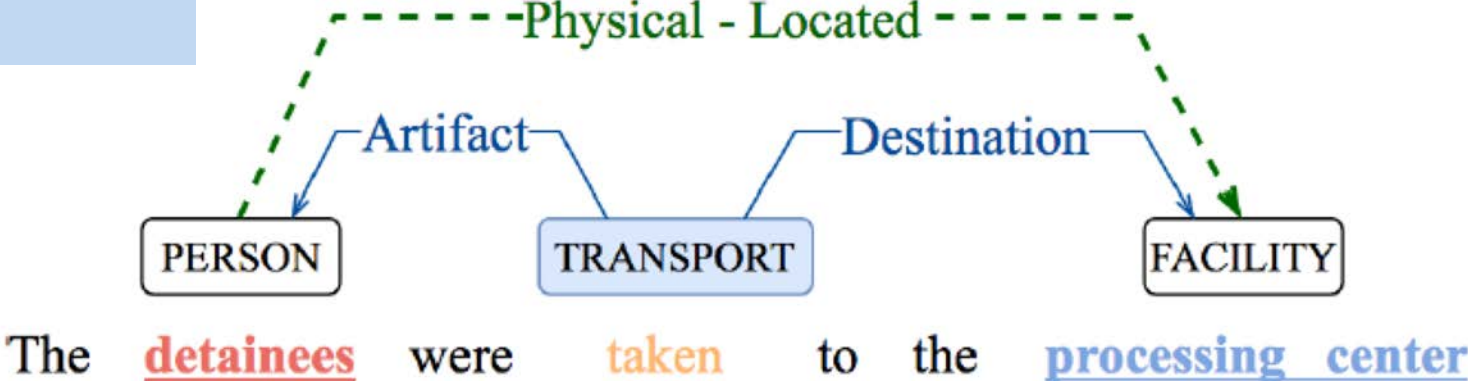 Physical - Located
Artifact Destination
PERSON TRANSPORT FACILITY
The detainees were taken to the processing center